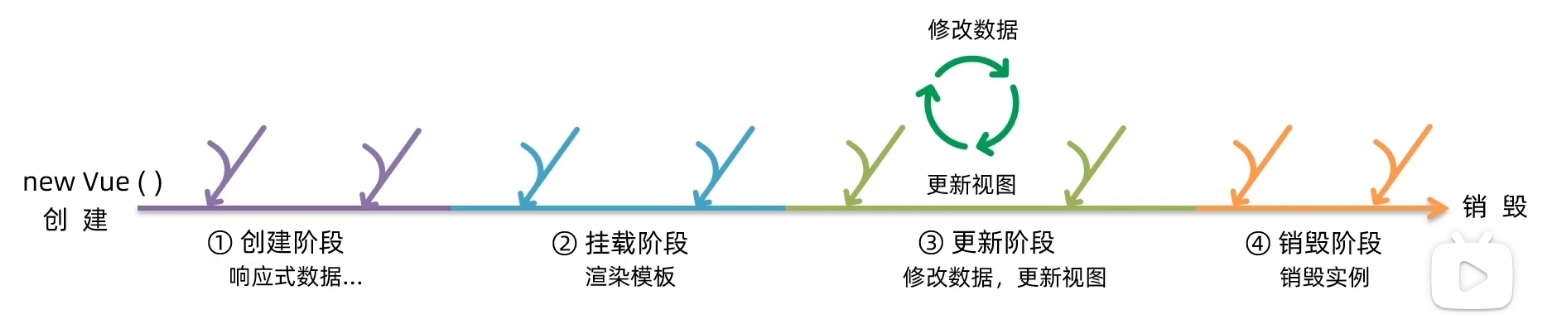 修改数据
更新视图
new Vue ( )
创 建
销 毁
① 创建阶段
响应式数据...
② 挂载阶段
渲染模板
③ 更新阶段
修改数据，更新视图
④ 销毁阶段
销毁实例